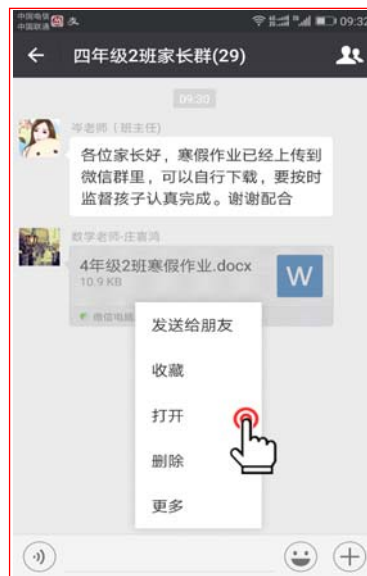 中国电信
中国联通
09:32
四年级2班家长群(29)
09:30
岑老师（班主任)
各位家长好，寒假作业已经上传到
微信群里，可以自行下载，要按时
监督孩子认真完成。谢谢配合
数学老师-庄喜鸿
4年级2班寒假作业.docx
W
10.9 KB
微信电脑
发送给朋友
收藏
打开
删除
更多